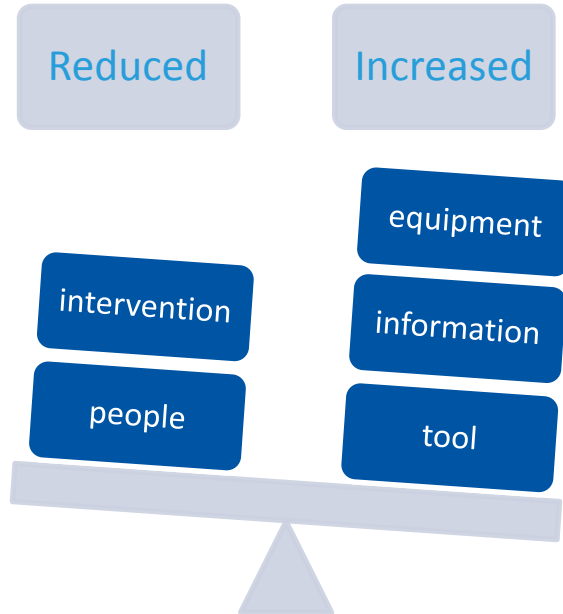 Reduced
Increased
equipment
intervention
information
people
tool